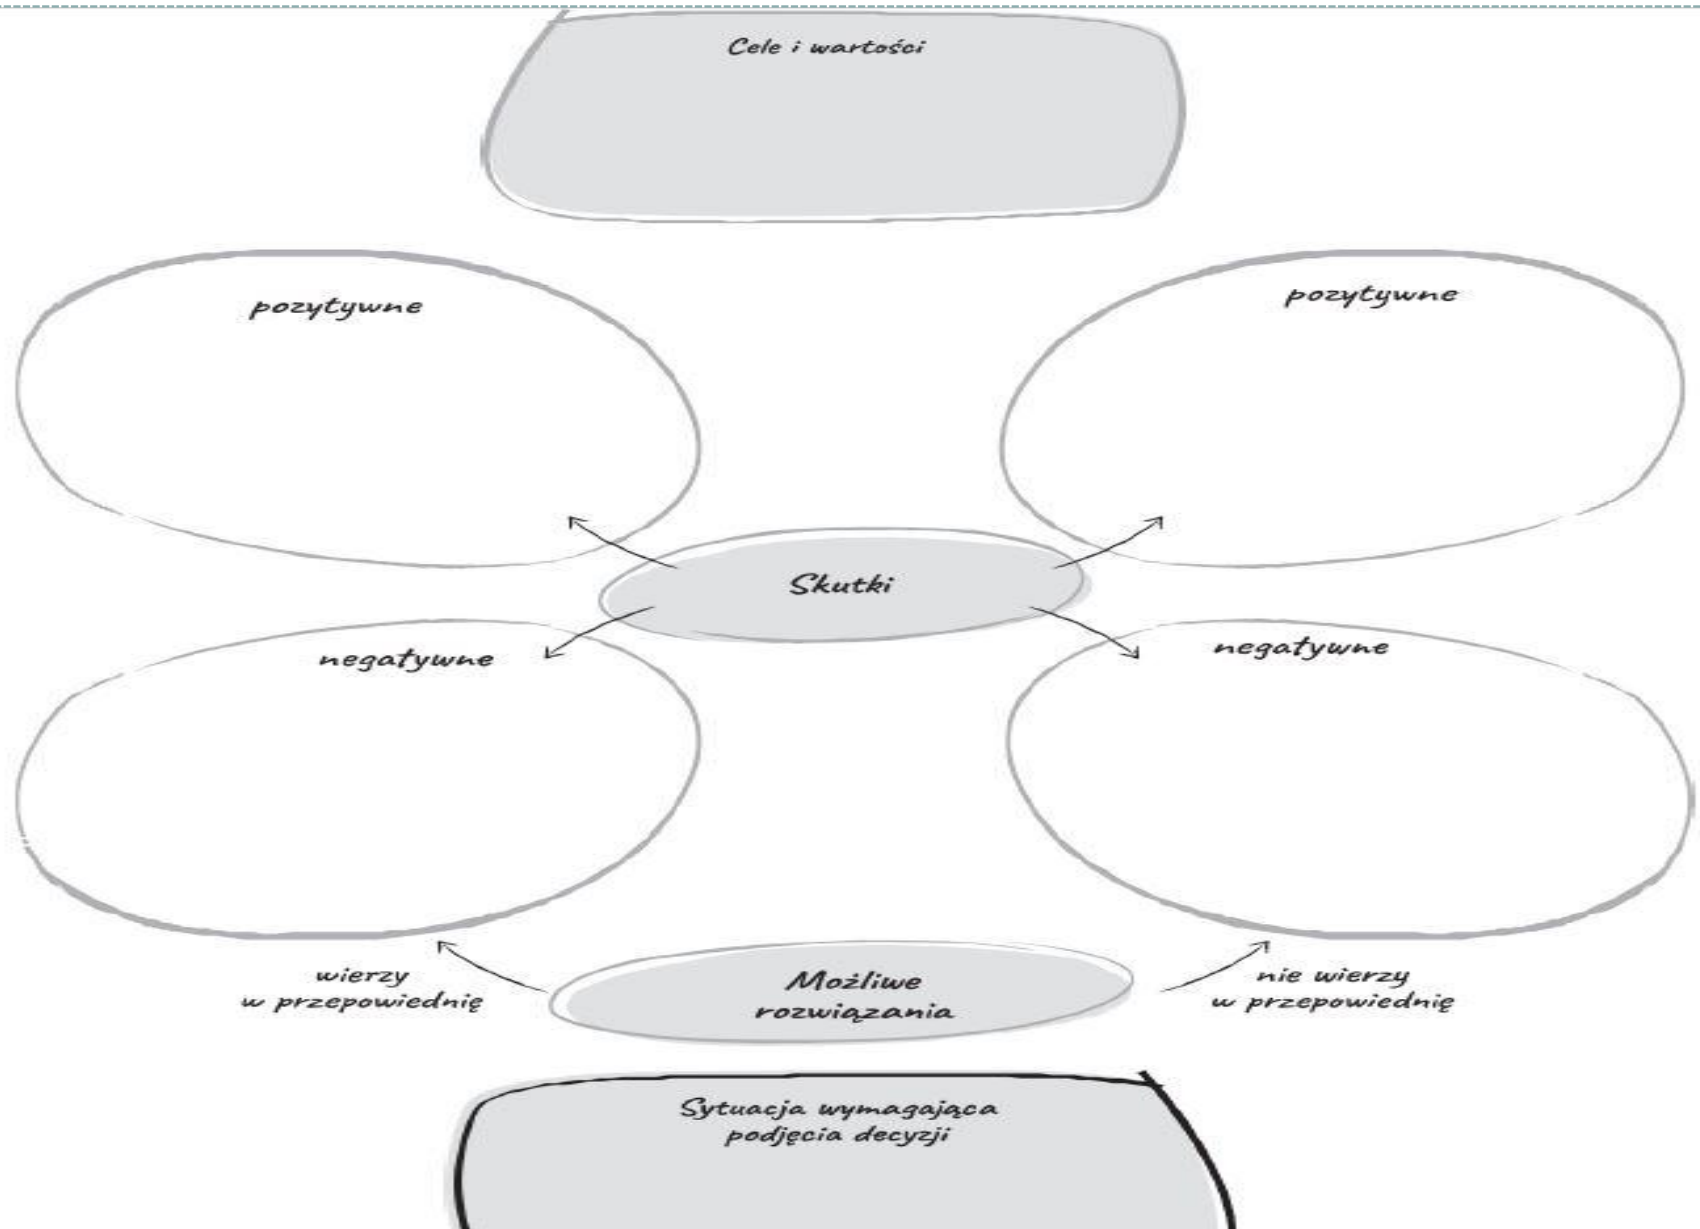 Cele i wartości
pozytywne
pozytywne
Skutki
negatywne
negatywne
wierzy
w przepowiednię
Możliwe
rozwiązania
nie wierzy
w przepowiednię
Sytuacja wymagająca
podjęcia decyzji